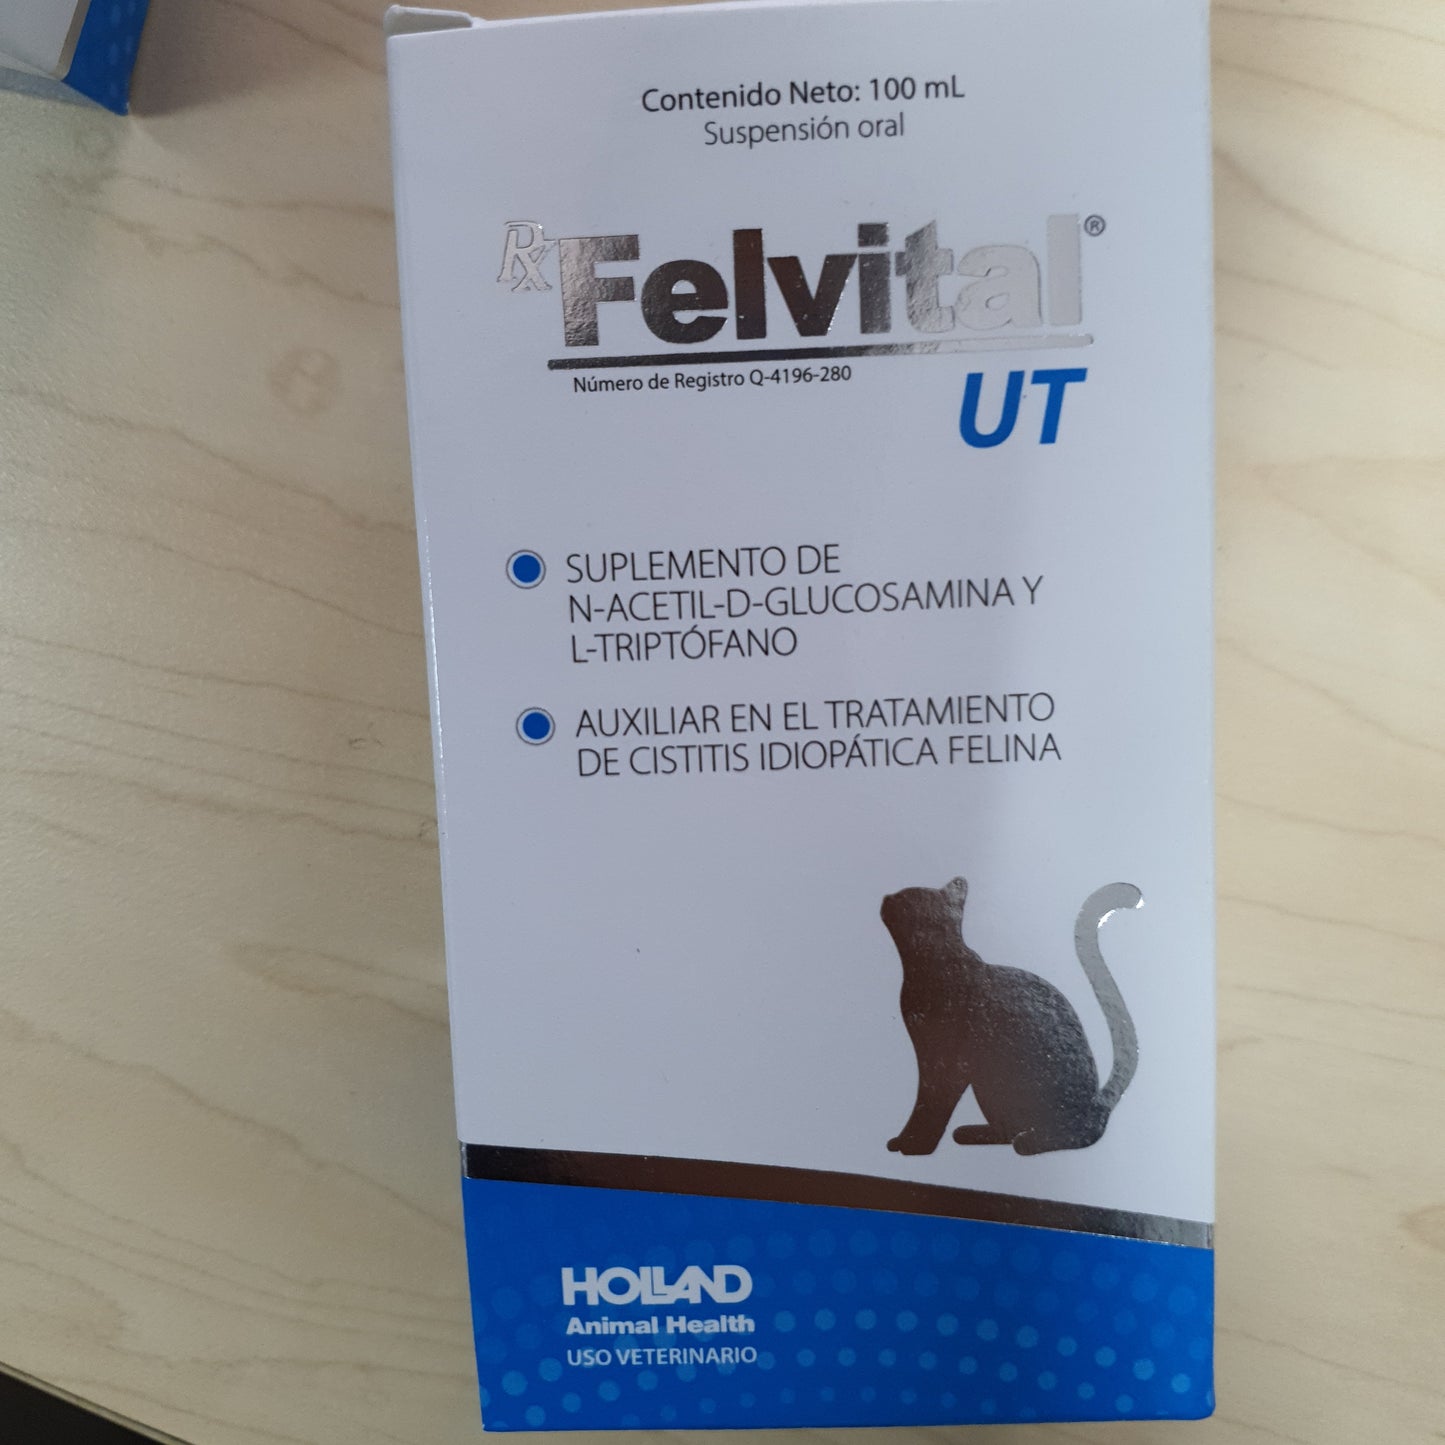 Contenido Neto: 100 mL
Suspensión oral
Rx Felvital®
Número de Registro Q-4196-280
UT
SUPLEMENTO DE
N-ACETIL-D-GLUCOSAMINA Y
L-TRIPTÓFANO
AUXILIAR EN EL TRATAMIENTO
DE CISTITIS IDIOPÁTICA FELINA
HOLLAND
Animal Health
USO VETERINARIO